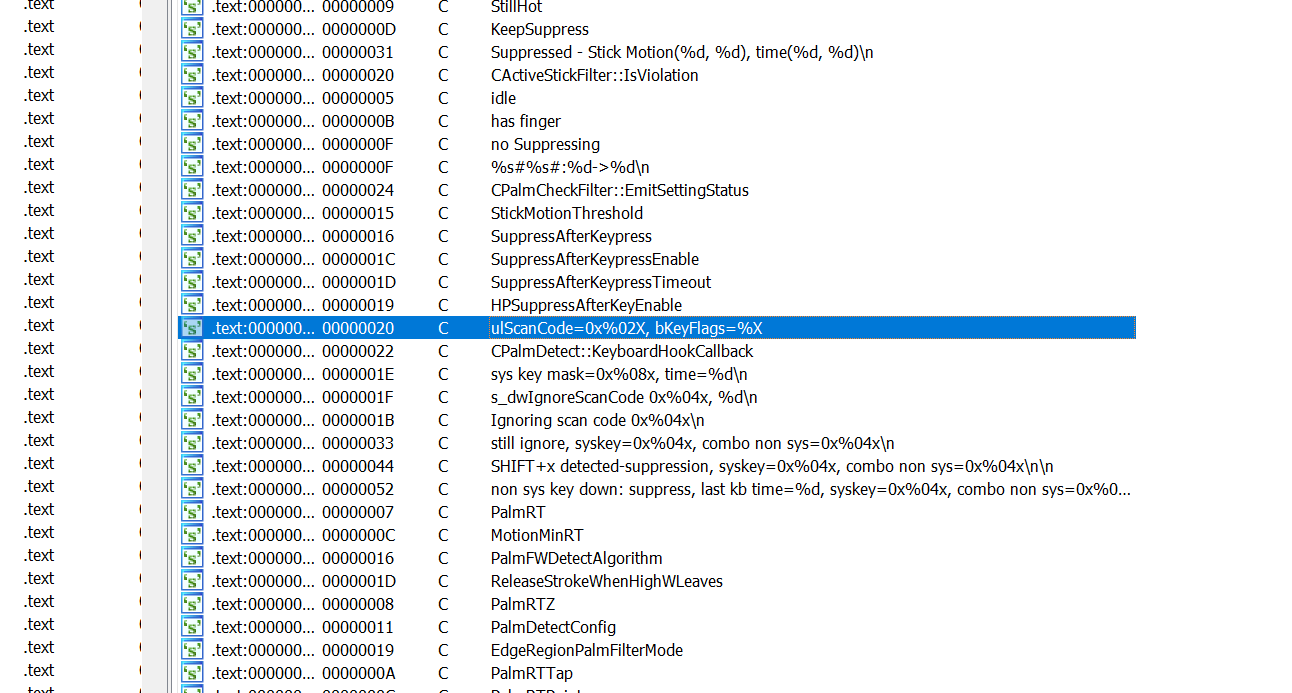 .text .text:000000... 00000009 C StillHot
.text .text:000000... 0000000D C KeepSuppress
.text .text:000000... 00000031 C Suppressed - Stick Motion(%d, %d), time(%d, %d)\n
.text .text:000000... 00000020 C CActiveStickFilter::IsViolation
.text .text:000000... 00000005 C idle
.text .text:000000... 0000000B C has finger
.text .text:000000... 0000000F C no Suppressing
.text .text:000000... 0000000F C %s#%s#:%d->%d\n
.text .text:000000... 00000024 C CPalmCheckFilter::EmitSettingStatus
.text .text:000000... 00000015 C StickMotionThreshold
.text .text:000000... 00000016 C SuppressAfterKeypress
.text .text:000000... 0000001C C SuppressAfterKeypressEnable
.text .text:000000... 0000001D C SuppressAfterKeypressTimeout
.text .text:000000... 00000019 C HPSuppressAfterKeyEnable
.text .text:000000... 00000020 C ulScanCode=0x%02X, bKeyFlags=%X
.text .text:000000... 00000022 C CPalmDetect::KeyboardHookCallback
.text .text:000000... 0000001E C sys key mask=0x%08x, time=%d\n
.text .text:000000... 0000001F C s_dwIgnoreScanCode 0x%04x, %d\n
.text .text:000000... 0000001B C Ignoring scan code 0x%04x\n
.text .text:000000... 00000033 C still ignore, syskey=0x%04x, combo non sys=0x%04x\n
.text .text:000000... 00000044 C SHIFT+x detected-suppression, syskey=0x%04x, combo non sys=0x%04x\n\n
.text .text:000000... 00000052 C non sys key down: suppress, last kb time=%d, syskey=0x%04x, combo non sys=0x%0...
.text .text:000000... 00000007 C PalmRT
.text .text:000000... 0000000C C MotionMinRT
.text .text:000000... 00000016 C PalmFWDetectAlgorithm
.text .text:000000... 0000001D C ReleaseStrokeWhenHighWLeaves
.text .text:000000... 00000008 C PalmRTZ
.text .text:000000... 00000011 C PalmDetectConfig
.text .text:000000... 00000019 C EdgeRegionPalmFilterMode
.text .text:000000... 0000000A C PalmRTTap